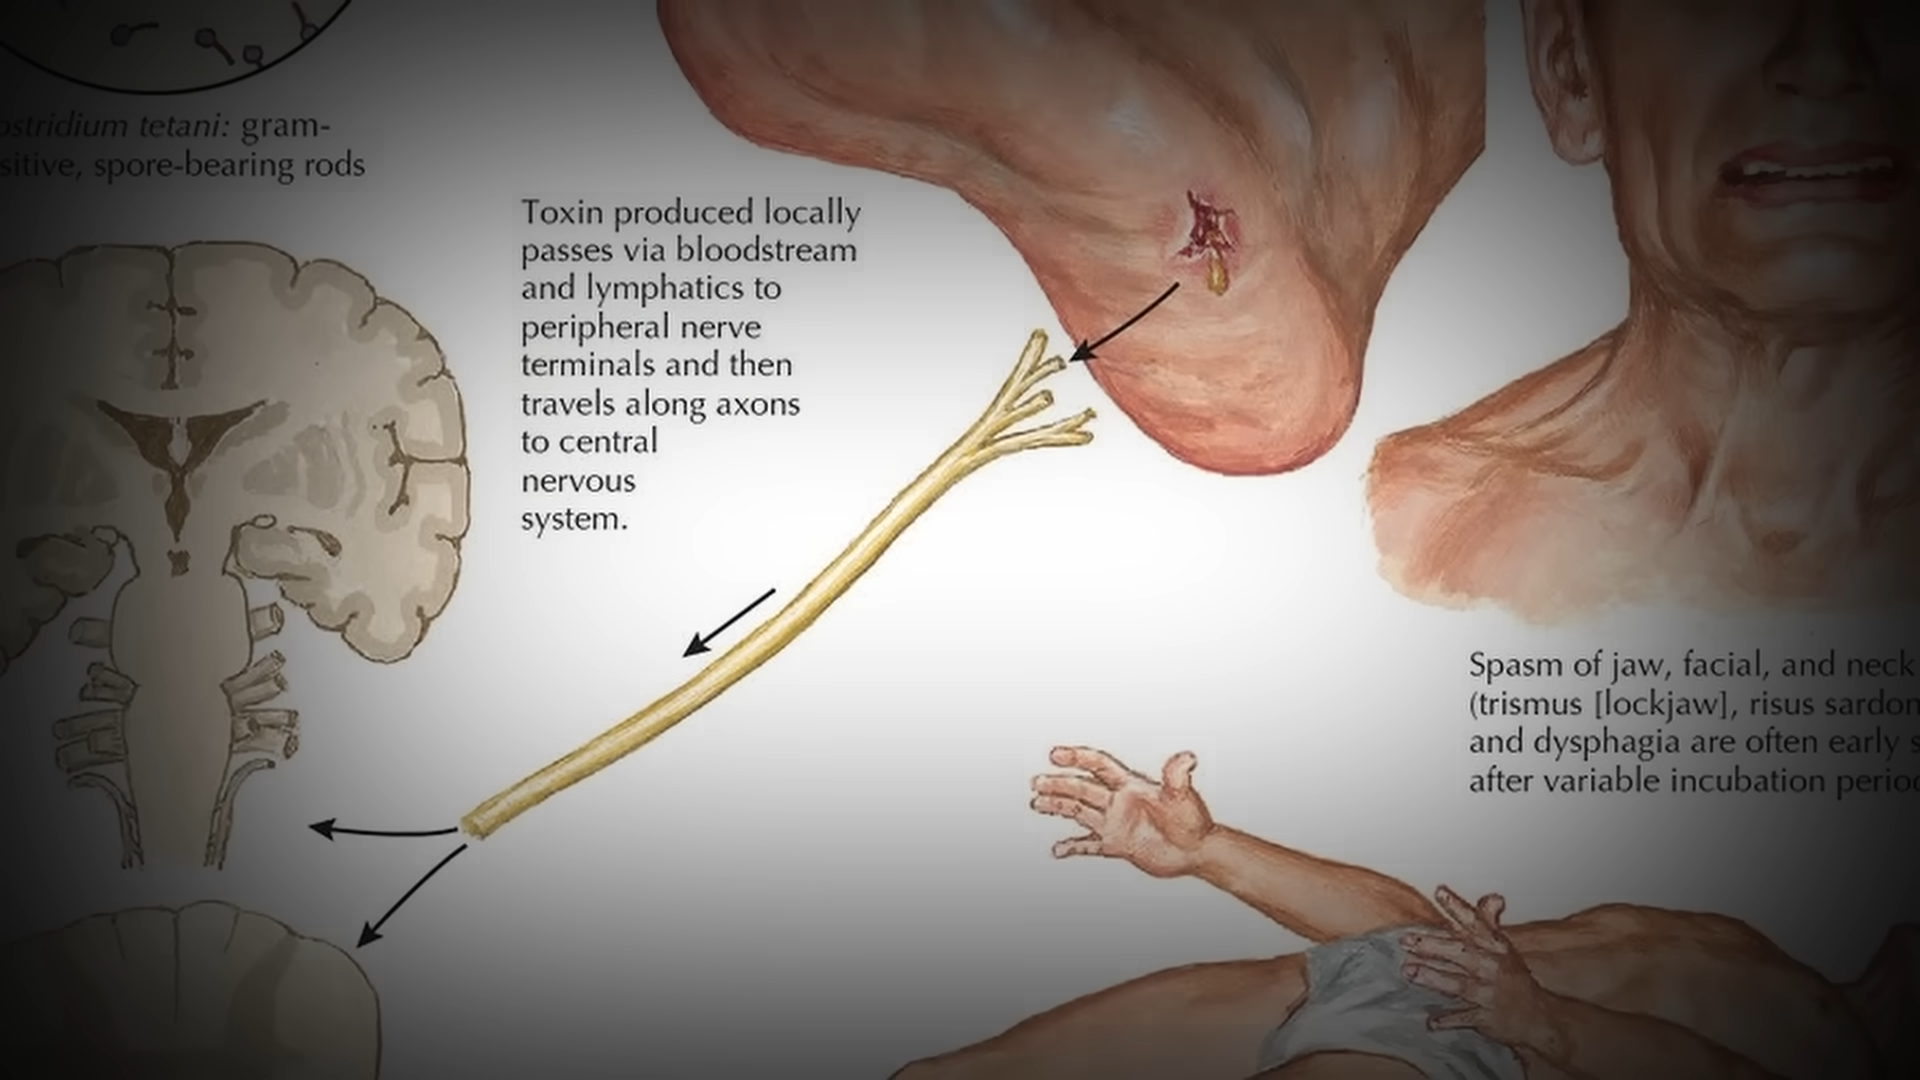 ostridium tetani: gram-
sitive, spore-bearing rods
Toxin produced locally
passes via bloodstream
and lymphatics to
peripheral nerve
terminals and then
travels along axons
to central
nervous
system.
Spasm of jaw, facial, and neck
(trismus [lockjaw], risus sardon
and dysphagia are often early s
after variable incubation perio